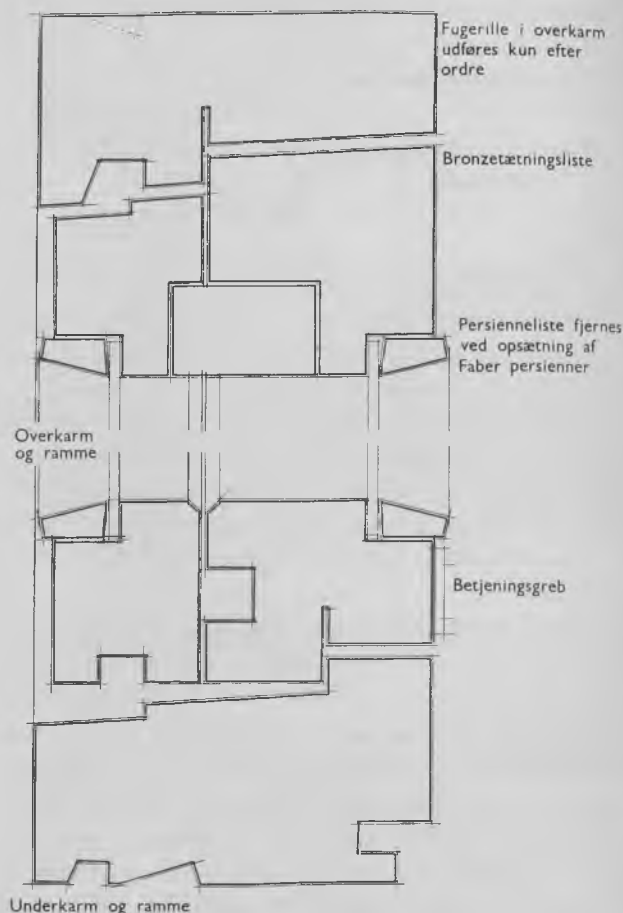 Fugerille i overkarm
udføres kun efter
ordre
Bronzetætningsliste
Persienneliste fjernes
ved opsætning af
Faber persienner
Overkarm
og ramme
Betjeningsgreb
Underkarm og ramme